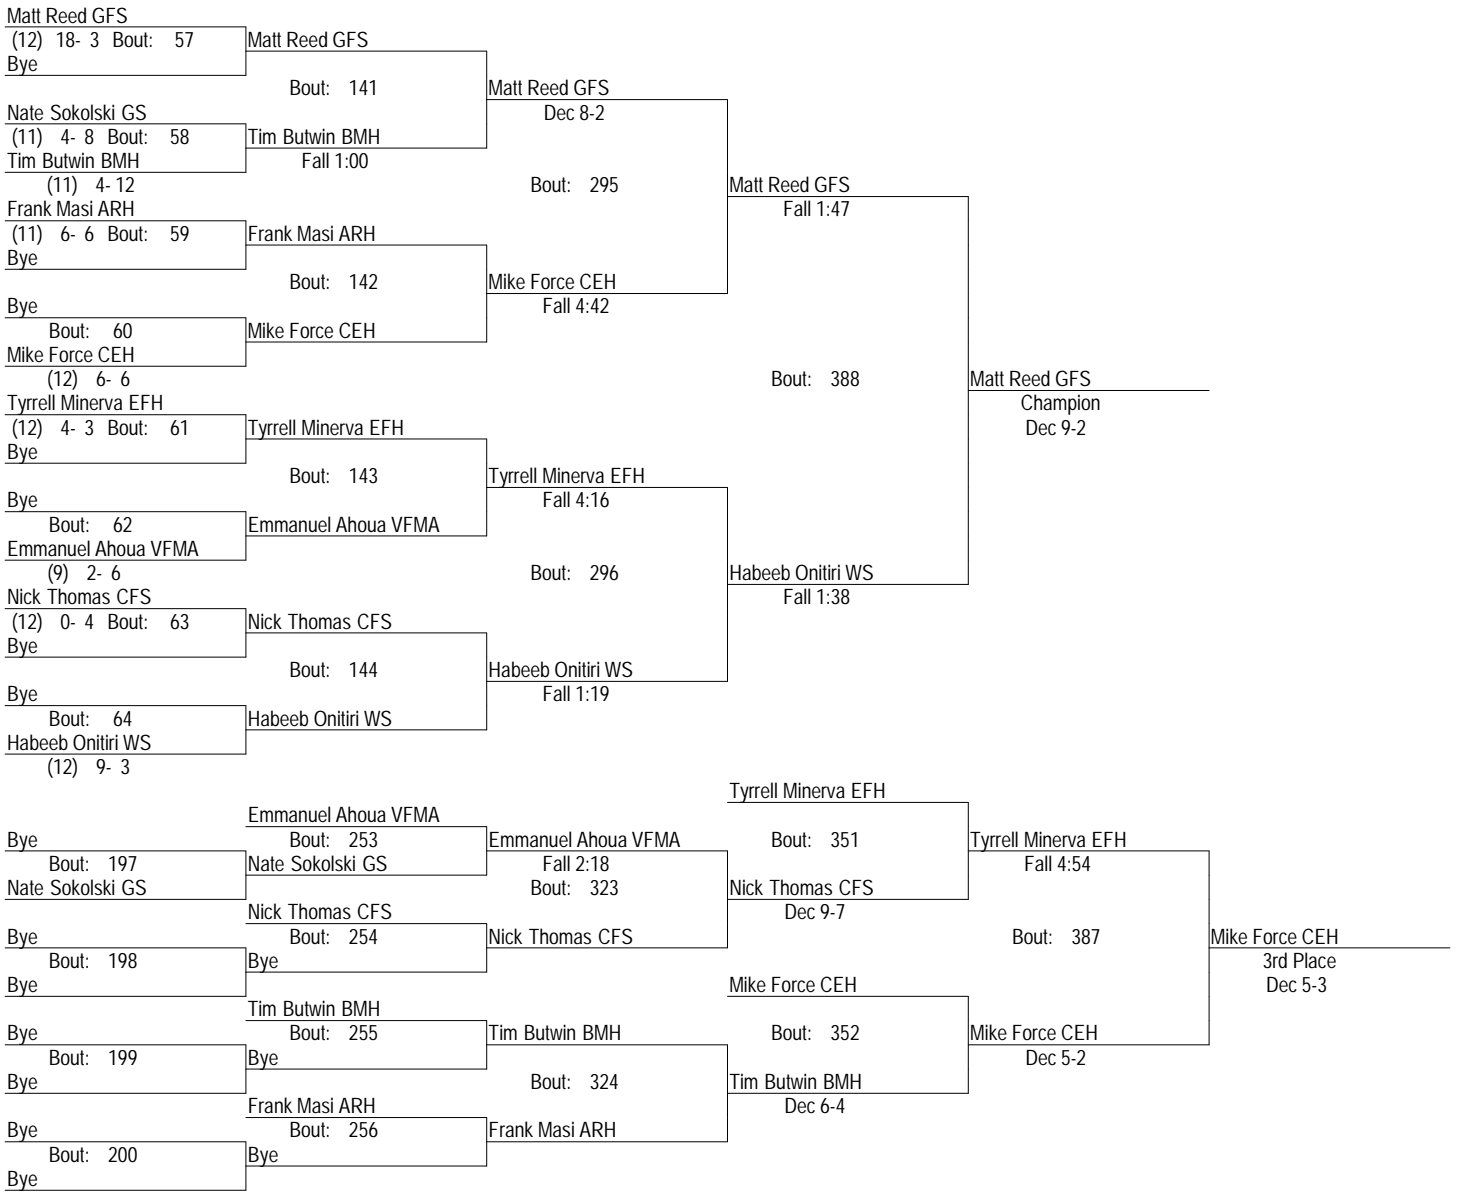 Matt Reed GFS
(12) 18- 3 Bout: 57 Matt Reed GFS
Bye
Bout: 141 Matt Reed GFS
Nate Sokolski GS Dec 8-2
(11) 4- 8 Bout: 58 Tim Butwin BMH
Tim Butwin BMH Fall 1:00
(11) 4-12 Bout: 295 Matt Reed GFS
Frank Masi ARH Fall 1:47
(11) 6- 6 Bout: 59 Frank Masi ARH
Bye
Bout: 142 Mike Force CEH
Bye Fall 4:42
Bout: 60 Mike Force CEH
Mike Force CEH
(12) 6- 6 Bout: 388 Matt Reed GFS
Tyrrell Minerva EFH Champion
(12) 4- 3 Bout: 61 Tyrrell Minerva EFH Dec 9-2
Bye
Bout: 143 Tyrrell Minerva EFH
Bye Fall 4:16
Bout: 62 Emmanuel Ahoua VFMA
Emmanuel Ahoua VFMA
(9) 2- 6 Bout: 296 Habeeb Onitiri WS
Nick Thomas CFS Fall 1:38
(12) 0- 4 Bout: 63 Nick Thomas CFS
Bye
Bout: 144 Habeeb Onitiri WS
Bye Fall 1:19
Bout: 64 Habeeb Onitiri WS
Habeeb Onitiri WS
(12) 9- 3
Tyrrell Minerva EFH
Emmanuel Ahoua VFMA
Bye Bout: 253 Emmanuel Ahoua VFMA Bout: 351 Tyrrell Minerva EFH
Bout: 197 Nate Sokolski GS Fall 2:18 Fall 4:54
Nate Sokolski GS Bout: 323 Nick Thomas CFS
Nick Thomas CFS Dec 9-7
Bye Bout: 254 Nick Thomas CFS Bout: 387 Mike Force CEH
Bout: 198 Bye 3rd Place
Bye Mike Force CEH Dec 5-3
Tim Butwin BMH
Bye Bout: 255 Tim Butwin BMH Bout: 352 Mike Force CEH
Bout: 199 Bye Dec 5-2
Bye Bout: 324 Tim Butwin BMH
Frank Masi ARH Dec 6-4
Bye Bout: 256 Frank Masi ARH
Bout: 200 Bye
Bye